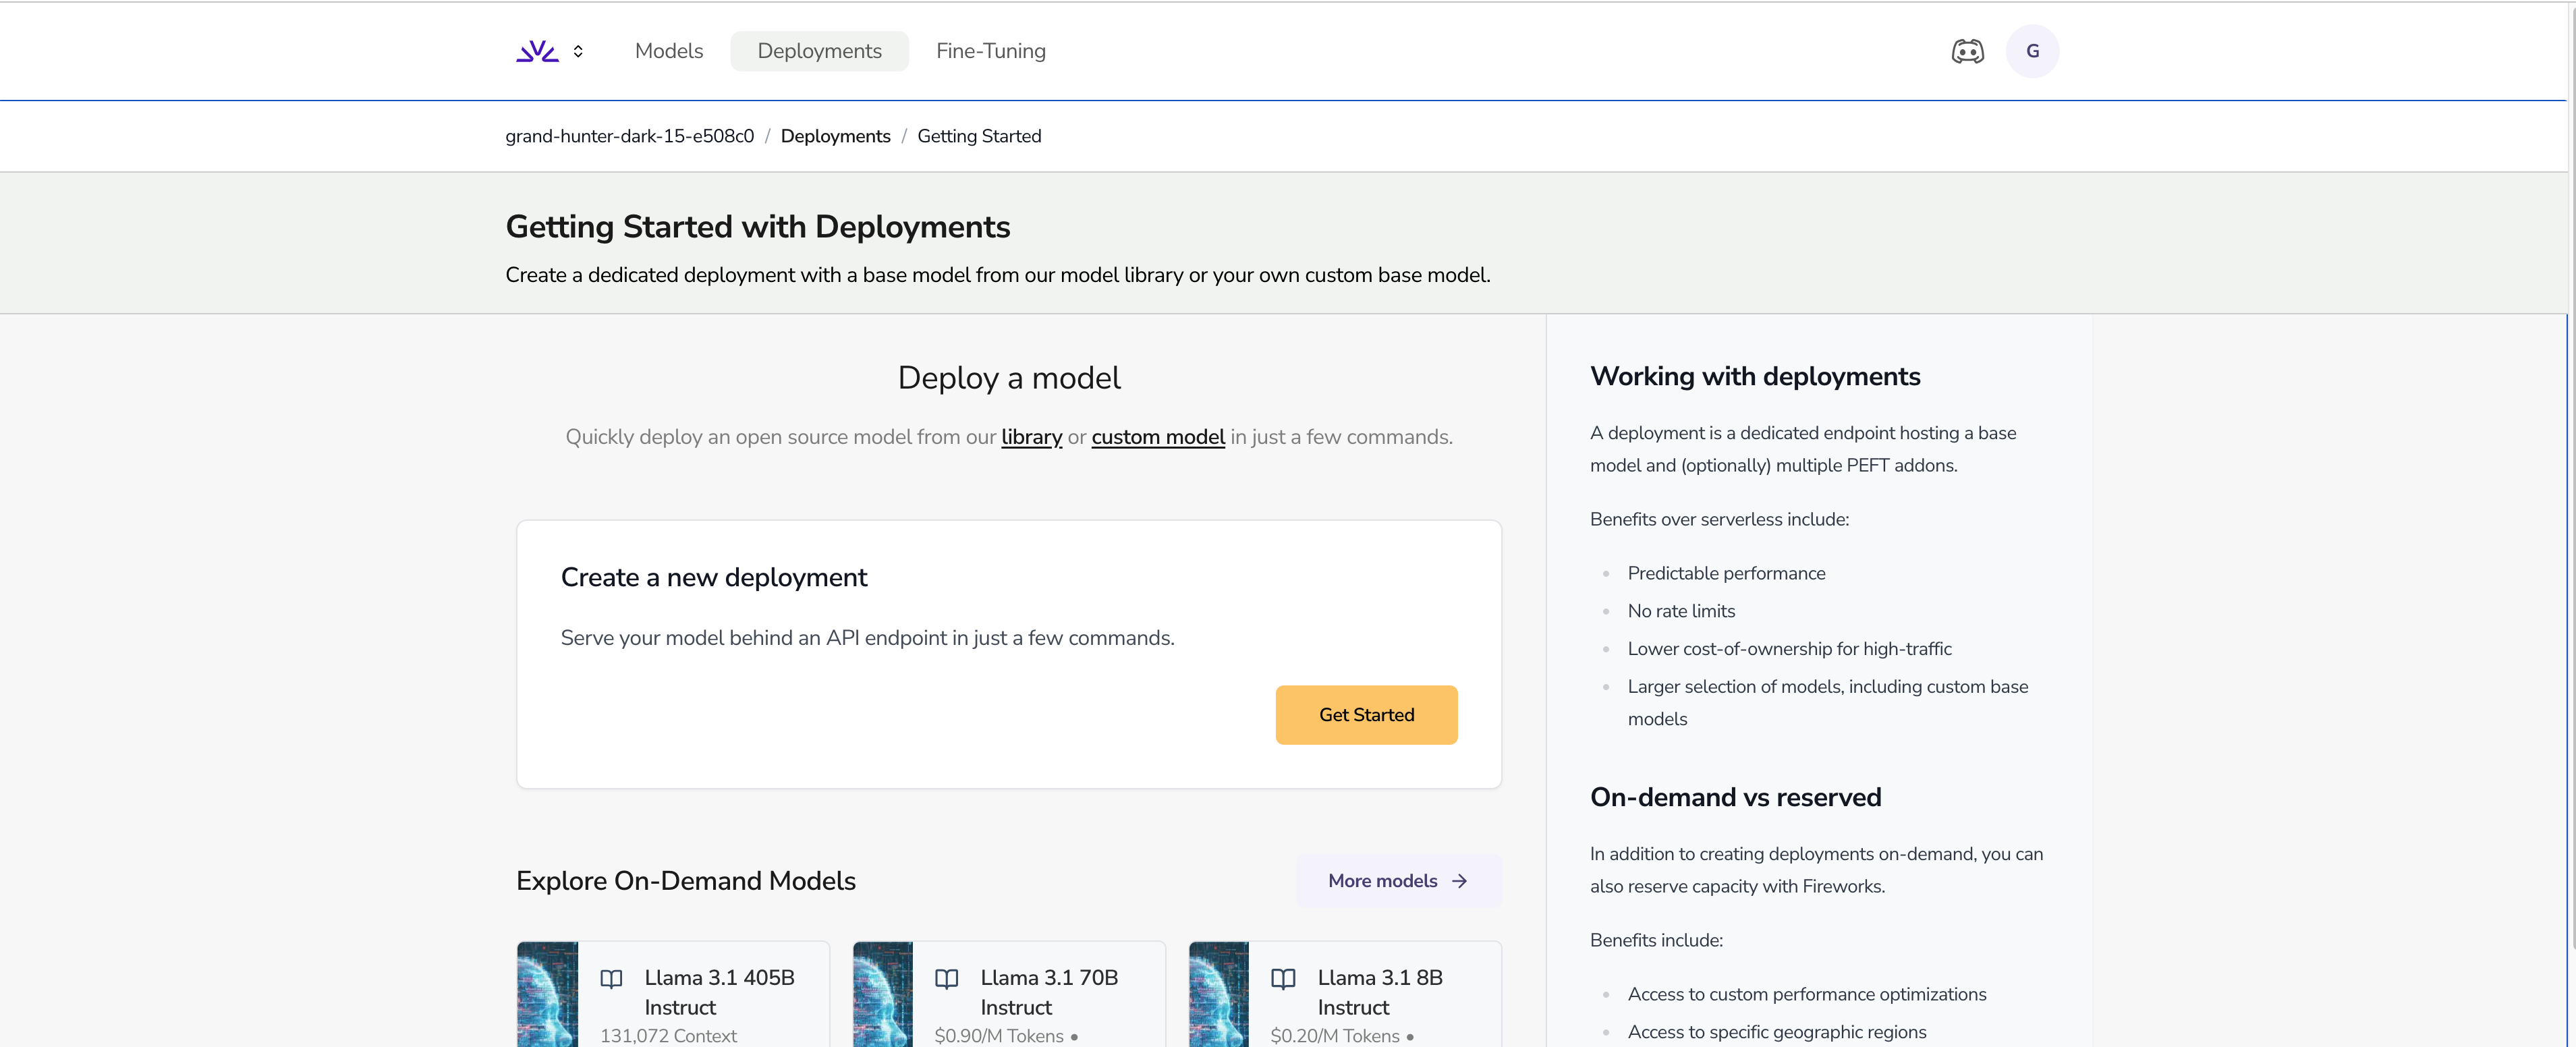 Models Deployments Fine-Tuning G
grand-hunter-dark-15-e508c0 / Deployments / Getting Started
Getting Started with Deployments
Create a dedicated deployment with a base model from our model library or your own custom base model.
Deploy a model
Quickly deploy an open source model from our library or custom model in just a few commands.
Create a new deployment
Serve your model behind an API endpoint in just a few commands.
Get Started
Explore On-Demand Models
More models →
Llama 3.1 405B
Instruct
131,072 Context
Llama 3.1 70B
Instruct
$0.90/M Tokens •
Llama 3.1 8B
Instruct
$0.20/M Tokens •
Working with deployments
A deployment is a dedicated endpoint hosting a base
model and (optionally) multiple PEFT addons.
Benefits over serverless include:
• Predictable performance
• No rate limits
• Lower cost-of-ownership for high-traffic
• Larger selection of models, including custom base
models
On-demand vs reserved
In addition to creating deployments on-demand, you can
also reserve capacity with Fireworks.
Benefits include:
• Access to custom performance optimizations
• Access to specific geographic regions